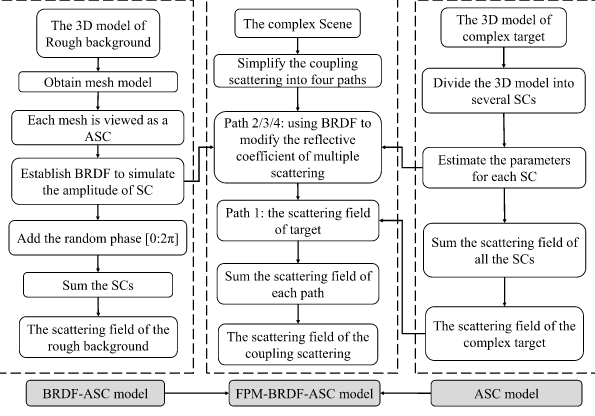 The 3D model of
Rough background
Obtain mesh model
Each mesh is viewed as a
ASC
Establish BRDF to simulate
the amplitude of SC
Add the random phase [0:2π]
Sum the SCs
The scattering field of the
rough background
BRDF-ASC model
The complex Scene
Simplify the coupling
scattering into four paths
Path 2/3/4: using BRDF to
modify the reflective
coefficient of multiple
scattering
Path 1: the scattering field
of target
Sum the scattering field of
each path
The scattering field of the
coupling scattering
FPM-BRDF-ASC model
The 3D model of
complex target
Divide the 3D model into
several SCs
Estimate the parameters
for each SC
Sum the scattering field of
all the SCs
The scattering field of the
complex target
ASC model